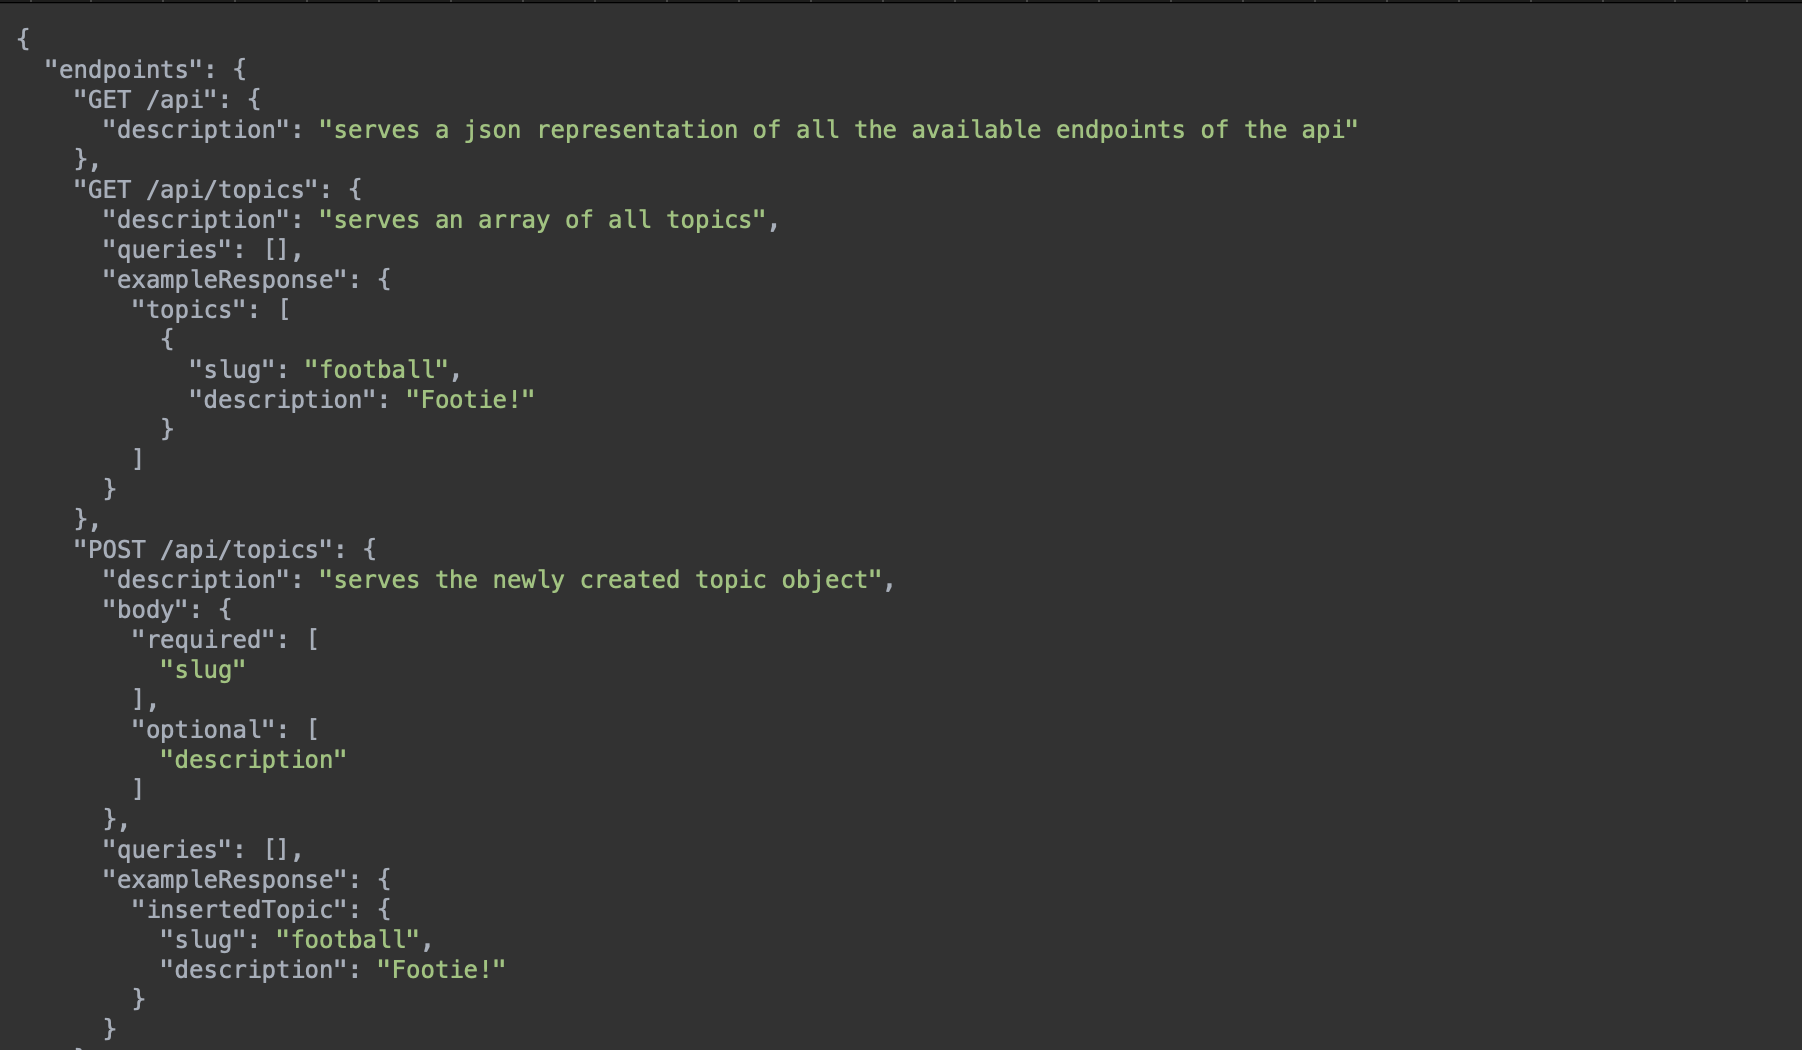 {
  "endpoints": {
    "GET /api": {
      "description": "serves a json representation of all the available endpoints of the api"
    },
    "GET /api/topics": {
      "description": "serves an array of all topics",
      "queries": [],
      "exampleResponse": {
        "topics": [
          {
            "slug": "football",
            "description": "Footie!"
          }
        ]
      }
    },
    "POST /api/topics": {
      "description": "serves the newly created topic object",
      "body": {
        "required": [
          "slug"
        ],
        "optional": [
          "description"
        ]
      },
      "queries": [],
      "exampleResponse": {
        "insertedTopic": {
          "slug": "football",
          "description": "Footie!"
        }
      }